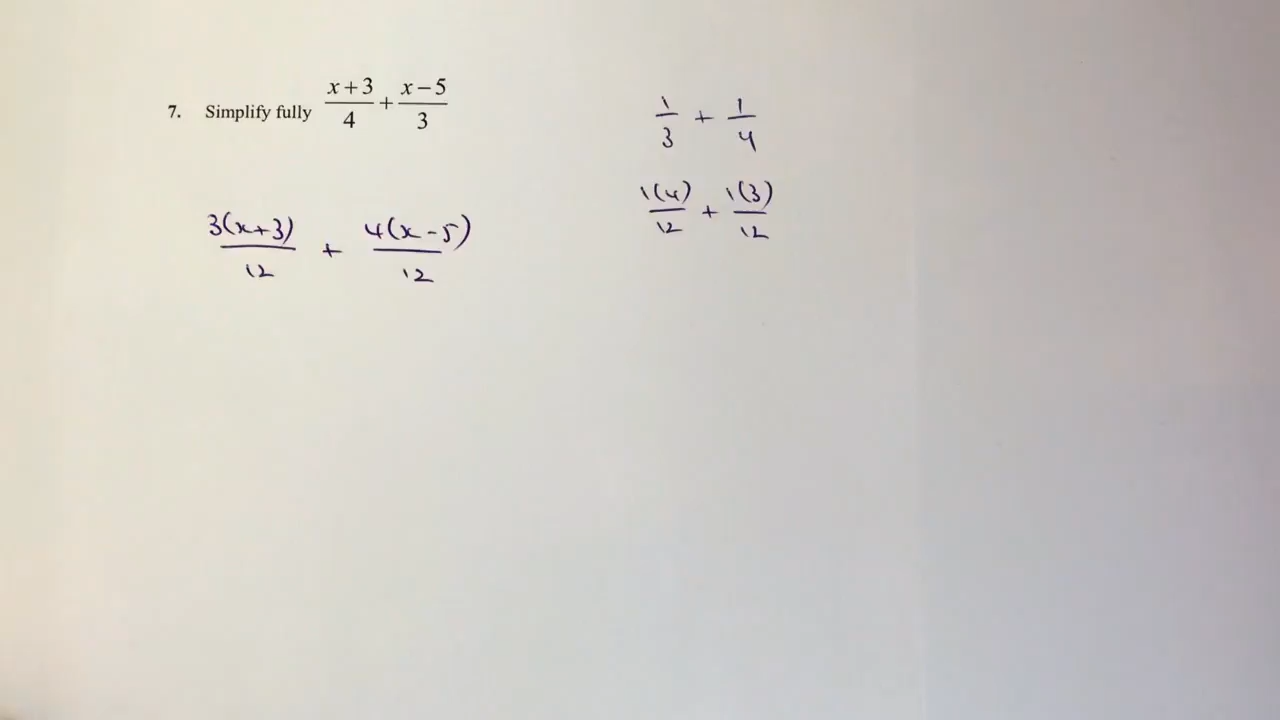 7. Simplify fully (x+3)/4 + (x−5)/3
1/3 + 1/4
1(4)/12 + 1(3)/12
3(x+3)/12 + 4(x−5)/12